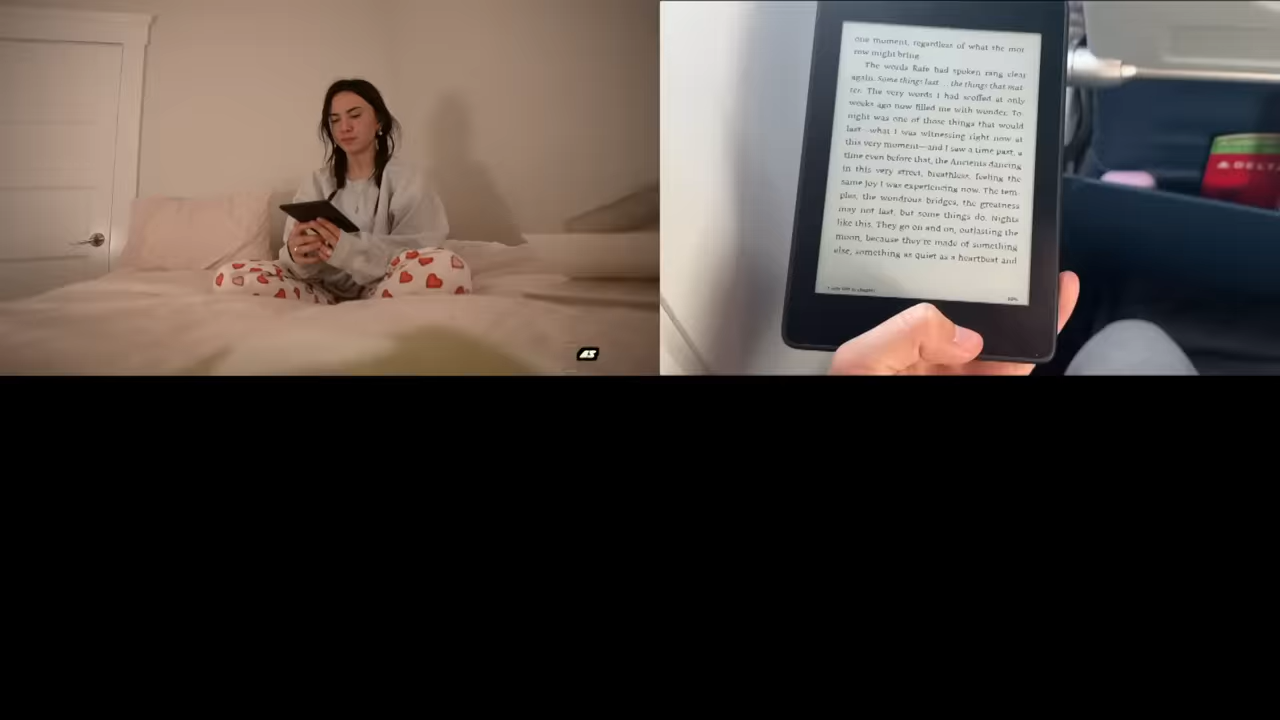 one moment, regardless of what the mor
row might bring.
The words Rafe had spoken rang clear
again. Some things last . . . the things that mat
ter. The very words I had scoffed at only
weeks ago now filled me with wonder. To
night was one of those things that would
last—what I was witnessing right now at
this very moment—and I saw a time past, a
time even before that, the Ancients dancing
in this very street, breathless, feeling the
same joy I was experiencing now. The tem
ples, the wondrous bridges, the greatness
may not last, but some things do. Nights
like this. They go on and on, outlasting the
moon, because they're made of something
else, something as quiet as a heartbeat and
DELTA